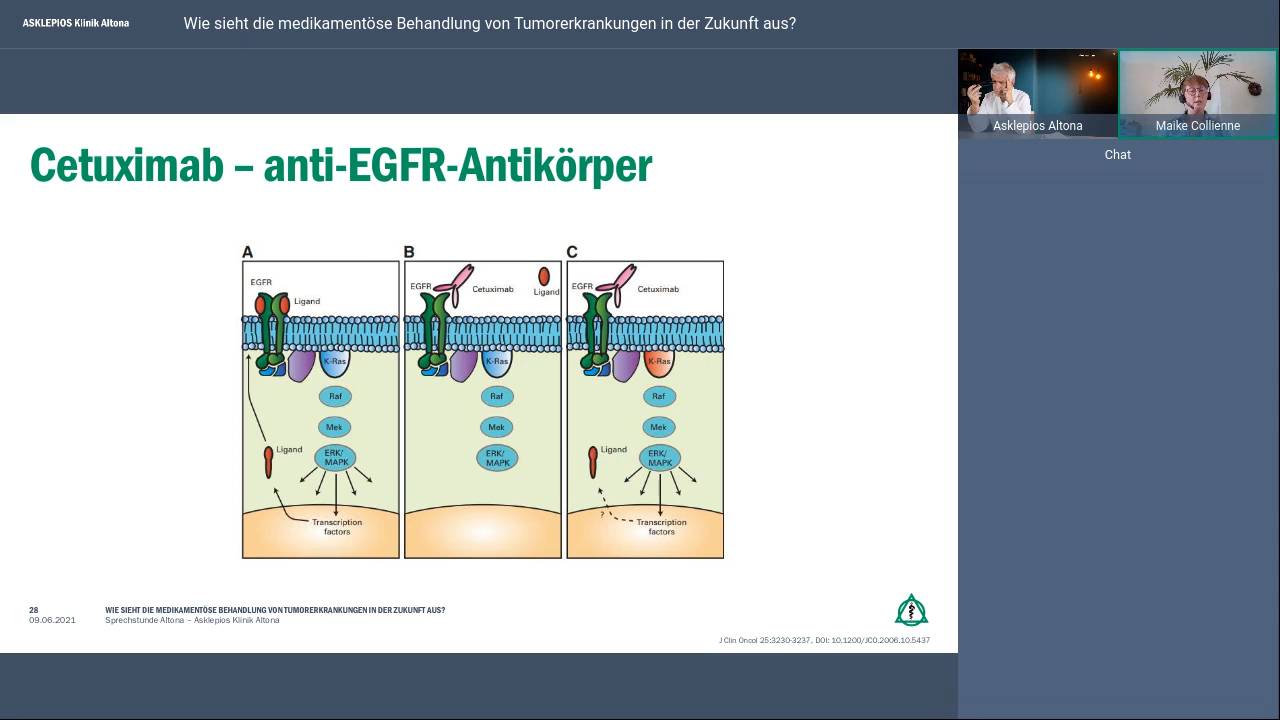 ASKLEPIOS Klinik Altona
Wie sieht die medikamentöse Behandlung von Tumorerkrankungen in der Zukunft aus?
Asklepios Altona
Maike Collienne
Chat
Cetuximab – anti-EGFR-Antikörper
A
EGFR
Ligand
K-Ras
Raf
Mek
ERK/
MAPK
Ligand
Transcription
factors
B
EGFR
Cetuximab
Ligand
K-Ras
Raf
Mek
ERK/
MAPK
C
EGFR
Cetuximab
K-Ras
Raf
Mek
ERK/
MAPK
Ligand
?
Transcription
factors
28
WIE SIEHT DIE MEDIKAMENTÖSE BEHANDLUNG VON TUMORERKRANKUNGEN IN DER ZUKUNFT AUS?
09.06.2021
Sprechstunde Altona – Asklepios Klinik Altona
J Clin Oncol 25:3230-3237, DOI: 10.1200/JCO.2006.10.5437